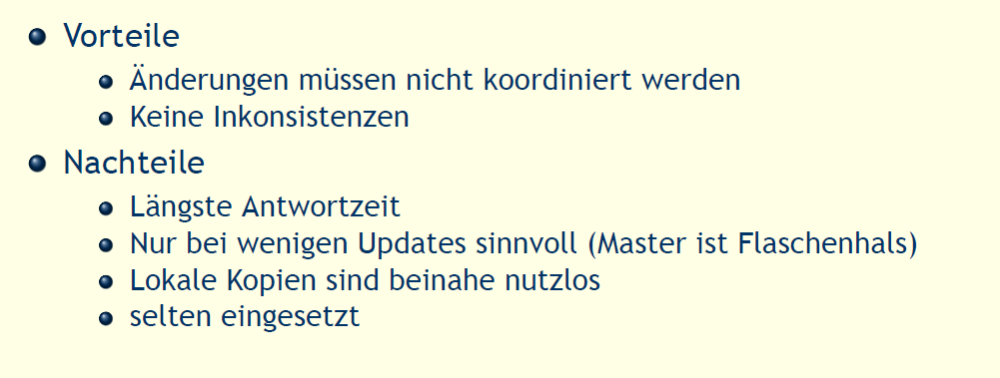 Vorteile
Änderungen müssen nicht koordiniert werden
Keine Inkonsistenzen
Nachteile
Längste Antwortzeit
Nur bei wenigen Updates sinnvoll (Master ist Flaschenhals)
Lokale Kopien sind beinahe nutzlos
selten eingesetzt